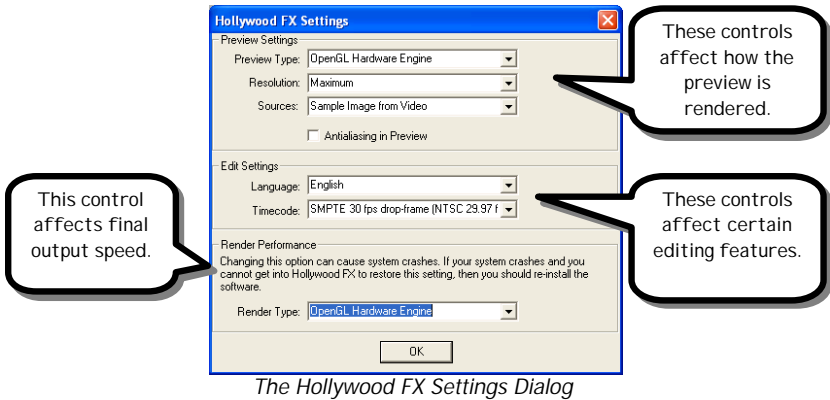 Hollywood FX Settings
Preview Settings
Preview Type: OpenGL Hardware Engine
Resolution: Maximum
Sources: Sample Image from Video
Antialiasing in Preview
These controls
affect how the
preview is
rendered.
Edit Settings
Language: English
Timecode: SMPTE 30 fps drop-frame (NTSC 29.97 f
This control
affects final
output speed.
These controls
affect certain
editing features.
Render Performance
Changing this option can cause system crashes. If your system crashes and you
cannot get into Hollywood FX to restore this setting, then you should re-install the
software.
Render Type: OpenGL Hardware Engine
OK
The Hollywood FX Settings Dialog